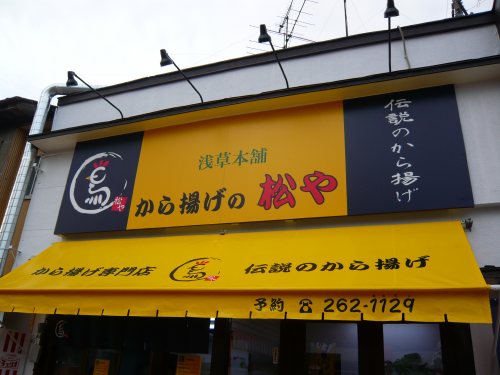 浅草本舗
から揚げの 松や
伝説のから揚げ
松や
から揚げ専門店
伝説のから揚げ
予約 ☎ 262-1129